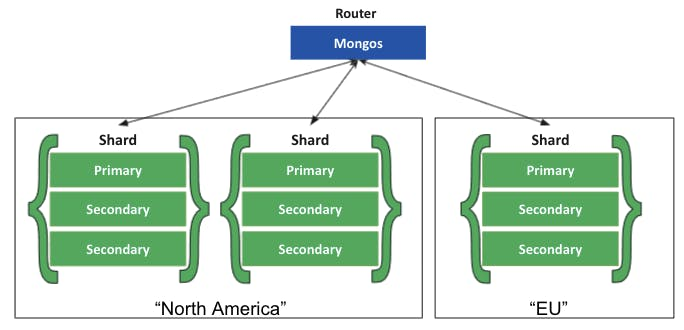 Router
Mongos
Shard
Primary
Secondary
Secondary
Shard
Primary
Secondary
Secondary
“North America”
Shard
Primary
Secondary
Secondary
“EU”